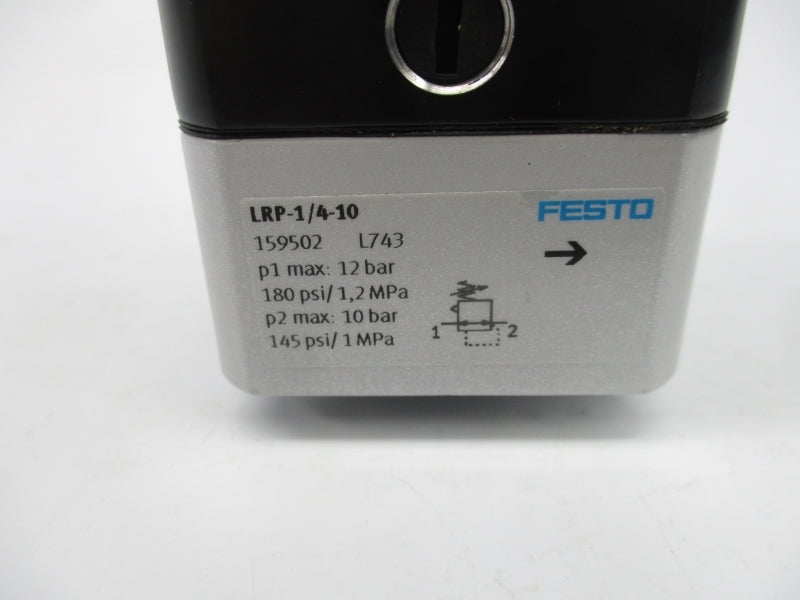 LRP-1/4-10
FESTO
159502 L743
p1 max: 12 bar
180 psi/ 1,2 MPa
p2 max: 10 bar
145 psi/ 1 MPa
1 2